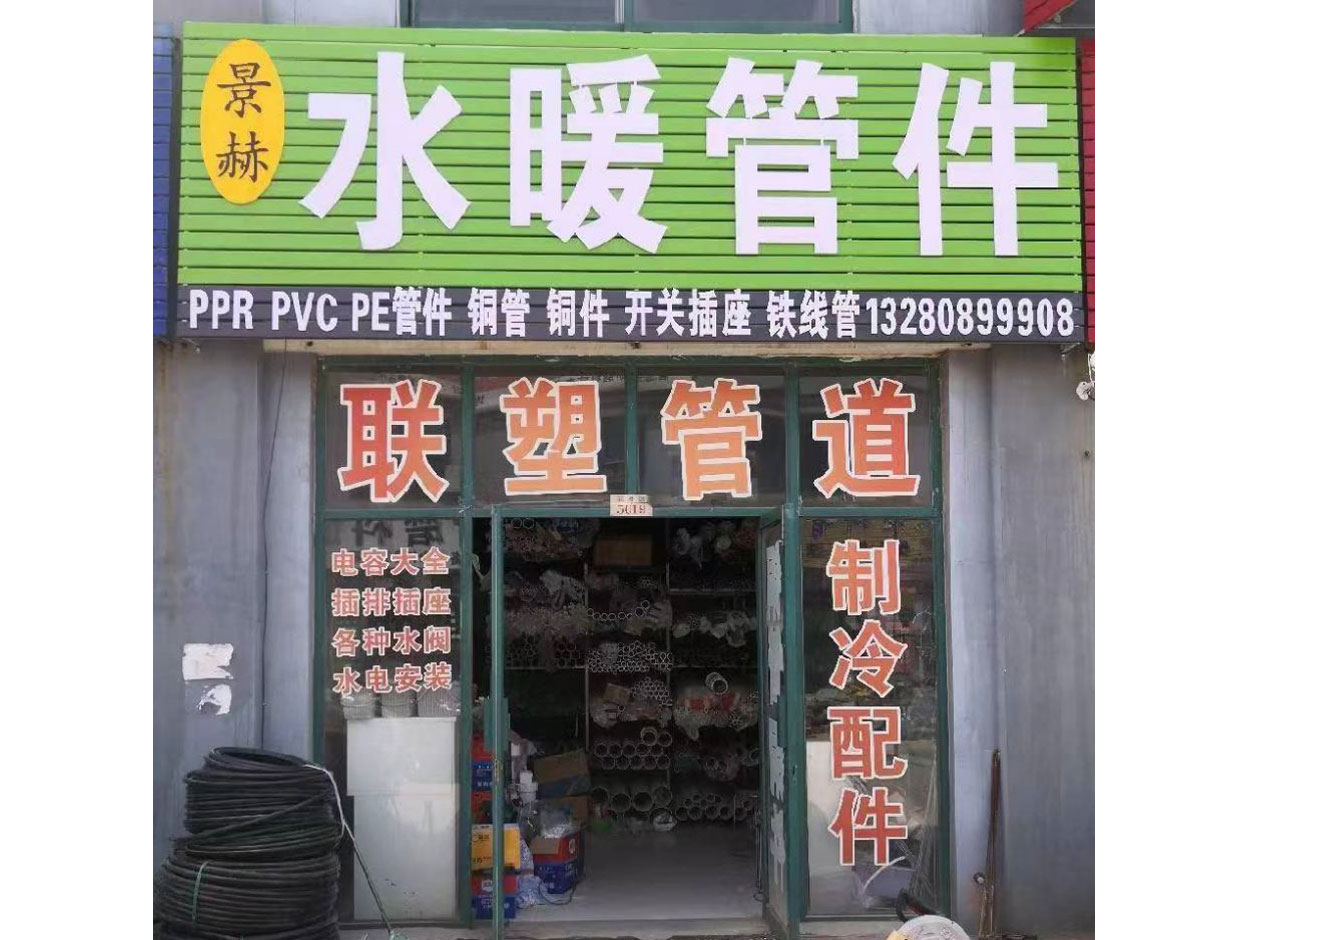 景赫
水暖管件
PPR PVC PE管件 铜管 铜件 开关插座 铁线管13280899908
联塑管道
5619
电容大全
插排插座
各种水阀
水电安装
制冷配件